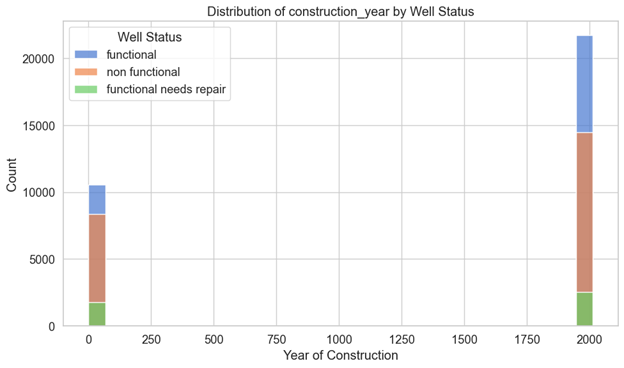 Distribution of construction_year by Well Status
Well Status
functional
non functional
functional needs repair
Count
20000
15000
10000
5000
0
0 250 500 750 1000 1250 1500 1750 2000
Year of Construction